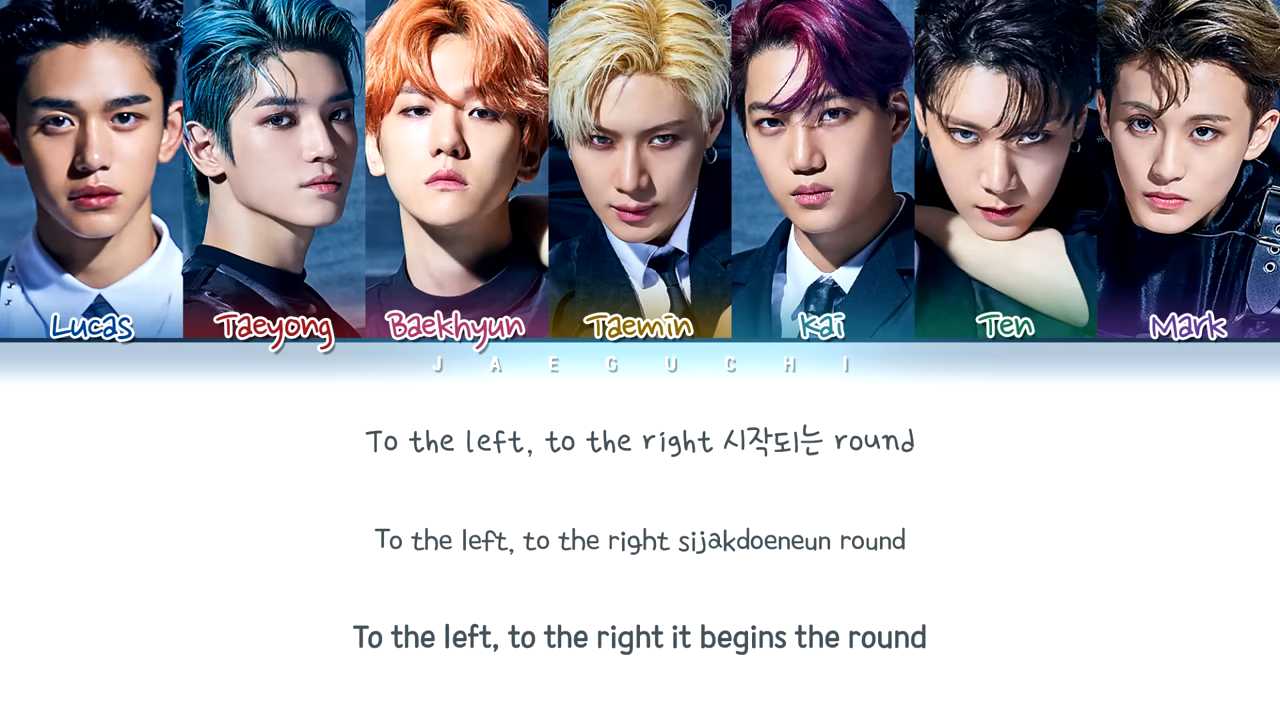 Lucas Taeyong Baekhyun Taemin Kai Ten Mark
JAEGUCHI
To the left, to the right 시작되는 round
To the left, to the right sijakdoeneun round
To the left, to the right it begins the round